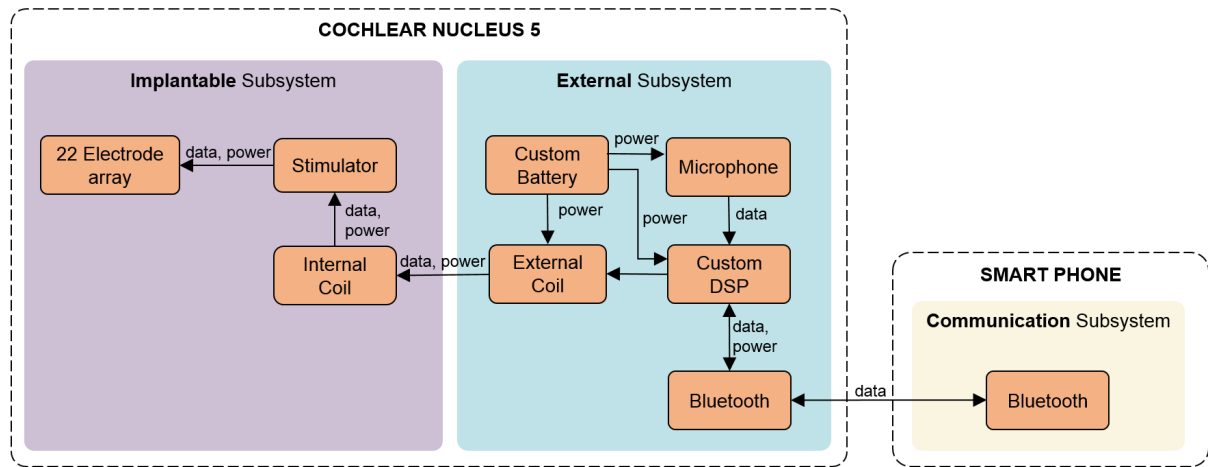 COCHLEAR NUCLEUS 5
Implantable Subsystem
22 Electrode
array
data, power
Stimulator
data,
power
Internal
Coil
data, power
External Subsystem
Custom
Battery
power
Microphone
power
power
data
External
Coil
Custom
DSP
data,
power
Bluetooth
data
SMART PHONE
Communication Subsystem
Bluetooth